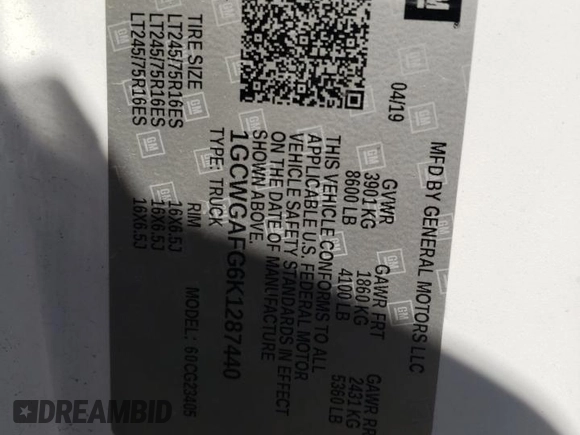 GM
MFD BY GENERAL MOTORS LLC
04/19
GVWR GAWR FRT GAWR RR
3901 KG 1860 KG 2431 KG
8600 LB 4100 LB 5360 LB
THIS VEHICLE CONFORMS TO ALL
APPLICABLE U.S. FEDERAL MOTOR
VEHICLE SAFETY STANDARDS IN EFFECT
ON THE DATE OF MANUFACTURE
SHOWN ABOVE.
1GCWGAFG6K1287440
TYPE: TRUCK MODEL: 60CG23405
TIRE SIZE RIM
LT245/75R16ES 16X6.5J
LT245/75R16ES 16X6.5J
LT245/75R16ES 16X6.5J
DREAMBID